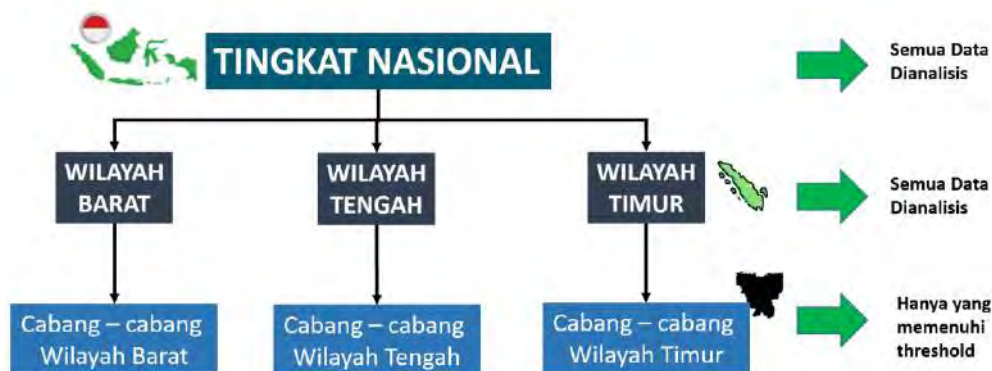 TINGKAT NASIONAL
Semua Data
Dianalisis
WILAYAH
BARAT
WILAYAH
TENGAH
WILAYAH
TIMUR
Semua Data
Dianalisis
Cabang – cabang
Wilayah Barat
Cabang – cabang
Wilayah Tengah
Cabang – cabang
Wilayah Timur
Hanya yang
memenuhi
threshold